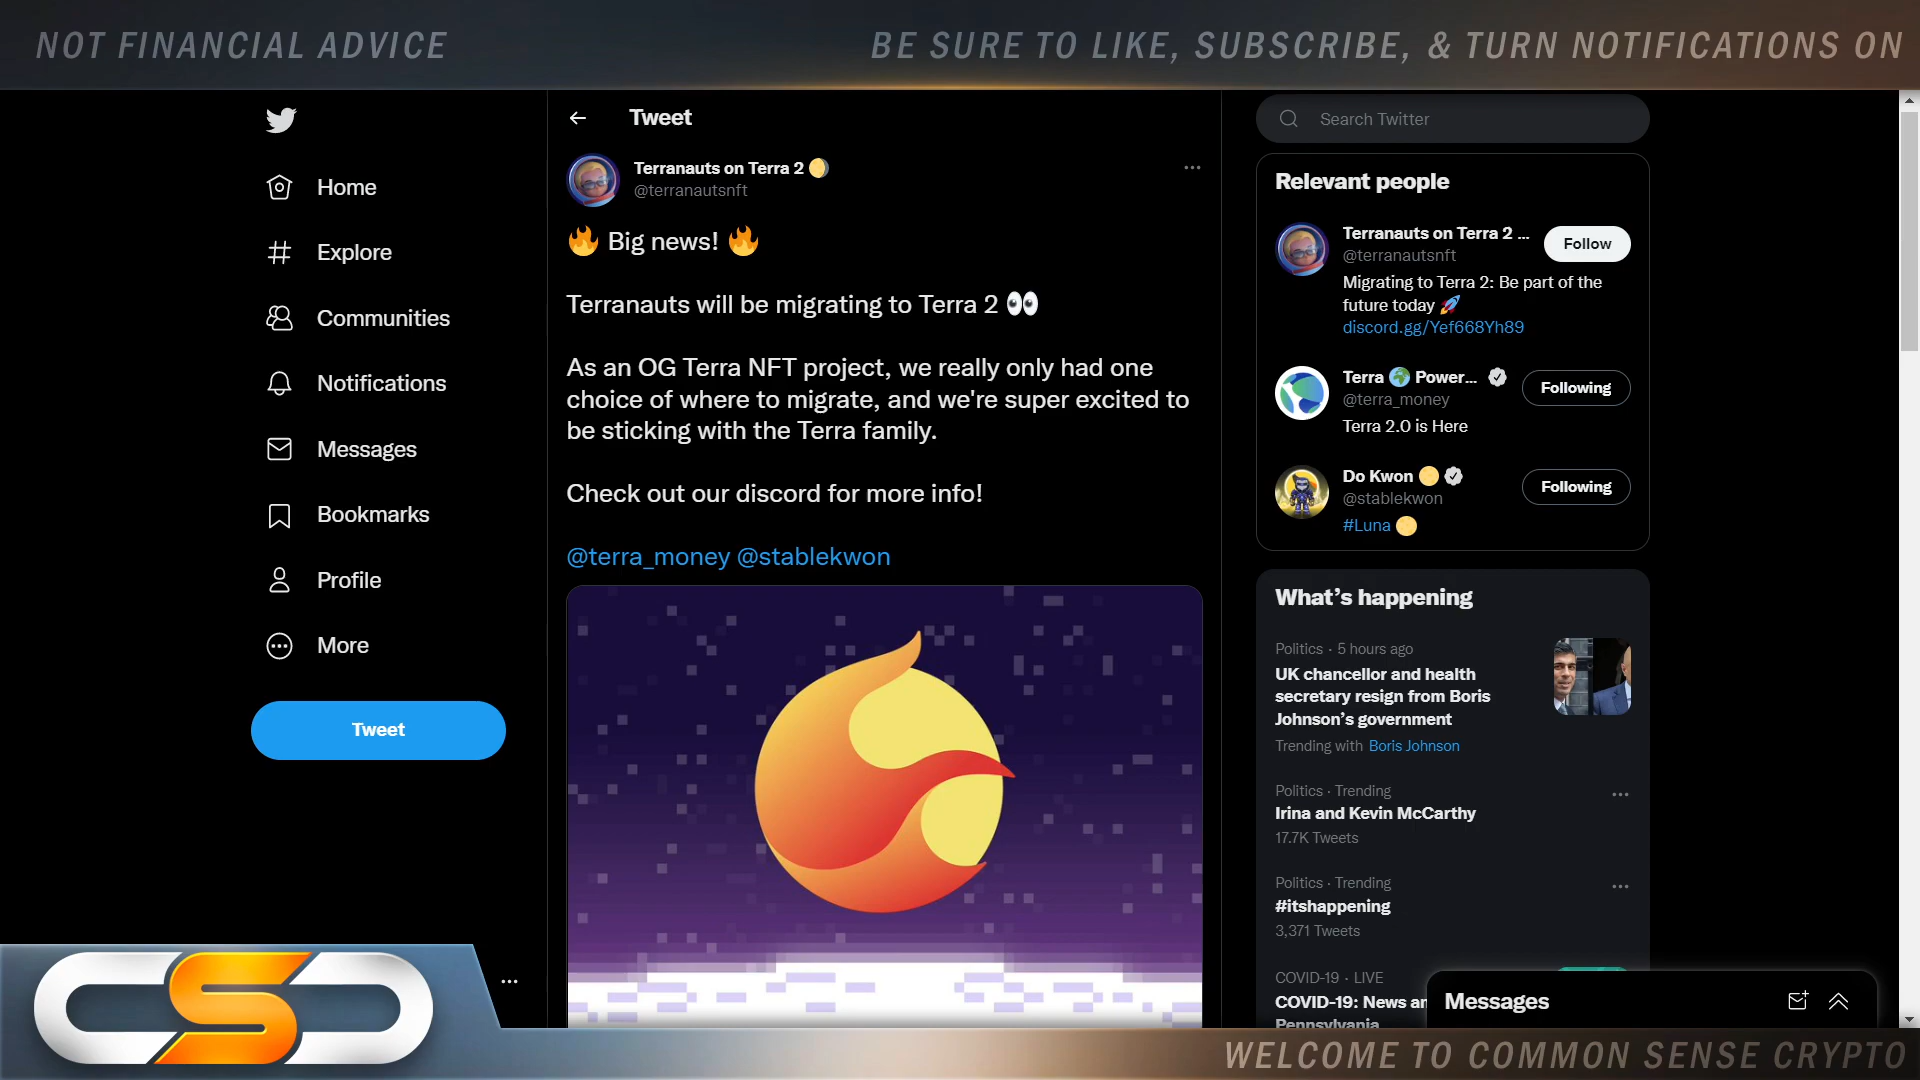 NOT FINANCIAL ADVICE
BE SURE TO LIKE, SUBSCRIBE, & TURN NOTIFICATIONS ON
Home
Explore
Communities
Notifications
Messages
Bookmarks
Profile
More
Tweet
Tweet
Terranauts on Terra 2
@terranautsnft
Big news!
Terranauts will be migrating to Terra 2
As an OG Terra NFT project, we really only had one
choice of where to migrate, and we're super excited to
be sticking with the Terra family.
Check out our discord for more info!
@terra_money @stablekwon
Search Twitter
Relevant people
Terranauts on Terra 2 ...
@terranautsnft
Follow
Migrating to Terra 2: Be part of the
future today
discord.gg/Yef668Yh89
Terra 🌍 Power...
@terra_money
Following
Terra 2.0 is Here
Do Kwon
@stablekwon
Following
#Luna
What's happening
Politics · 5 hours ago
UK chancellor and health
secretary resign from Boris
Johnson's government
Trending with Boris Johnson
Politics · Trending
Irina and Kevin McCarthy
17.7K Tweets
Politics · Trending
#itshappening
3,371 Tweets
COVID-19 · LIVE
COVID-19: News
Pennsylvania
Messages
CSC
WELCOME TO COMMON SENSE CRYPTO